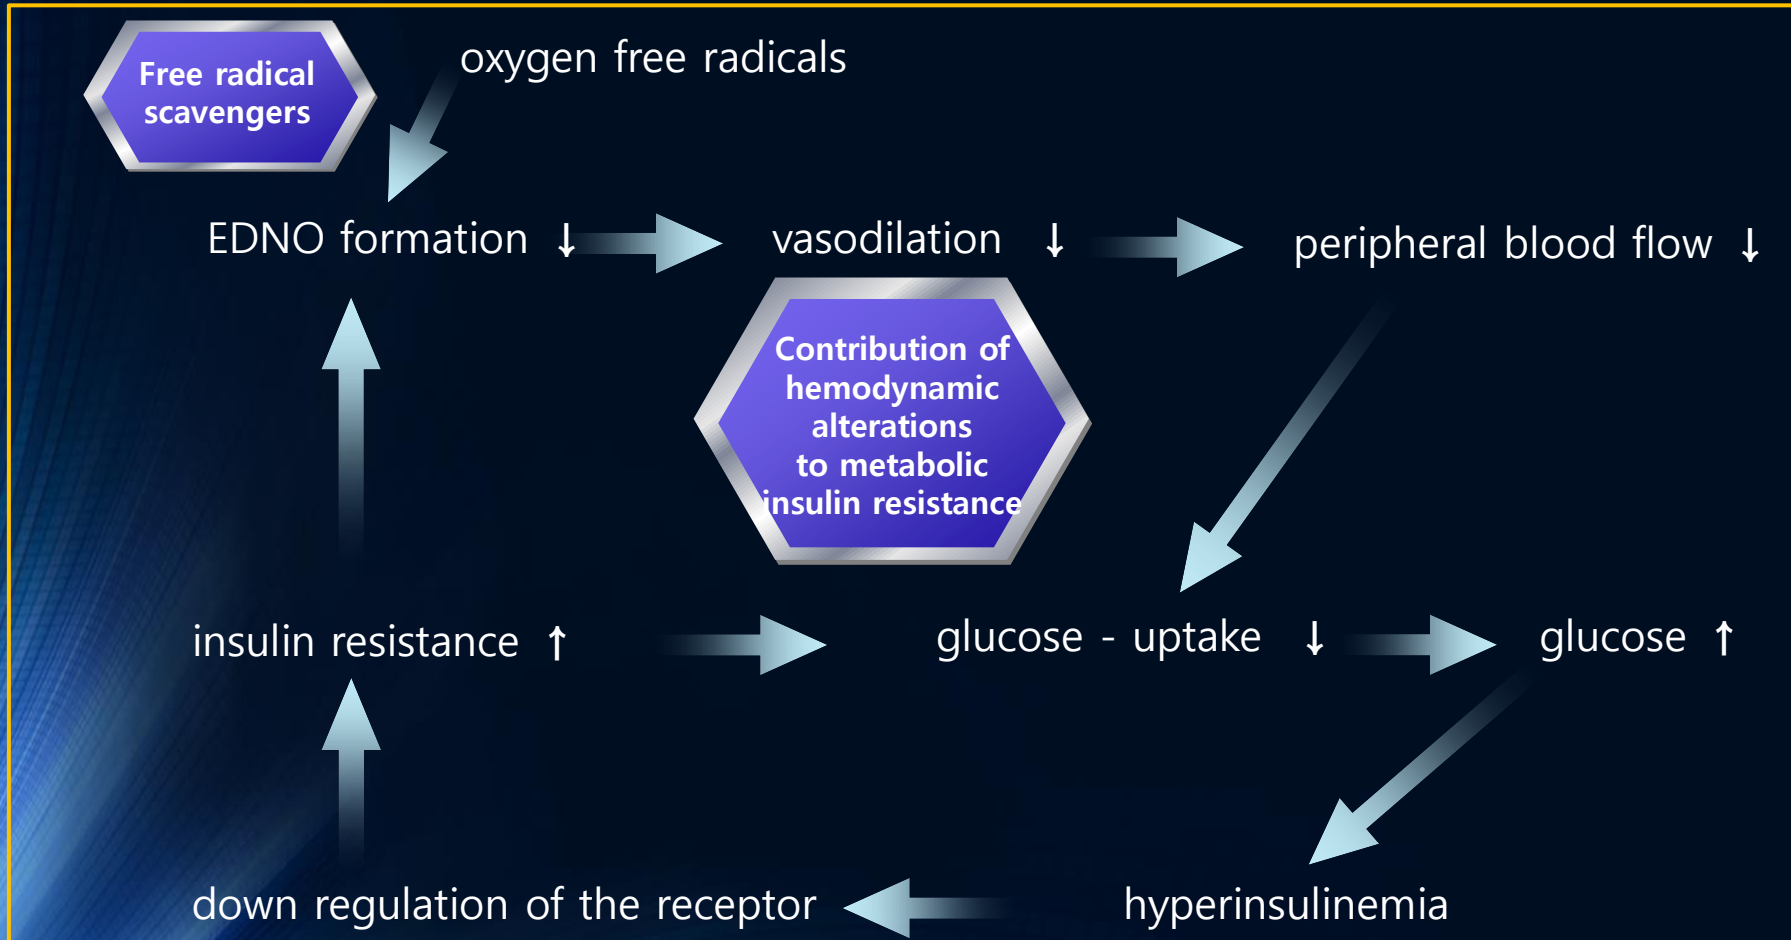 Free radical
scavengers
oxygen free radicals
EDNO formation ↓
vasodilation ↓
peripheral blood flow ↓
Contribution of
hemodynamic
alterations
to metabolic
insulin resistance
insulin resistance ↑
glucose - uptake ↓
glucose ↑
down regulation of the receptor
hyperinsulinemia